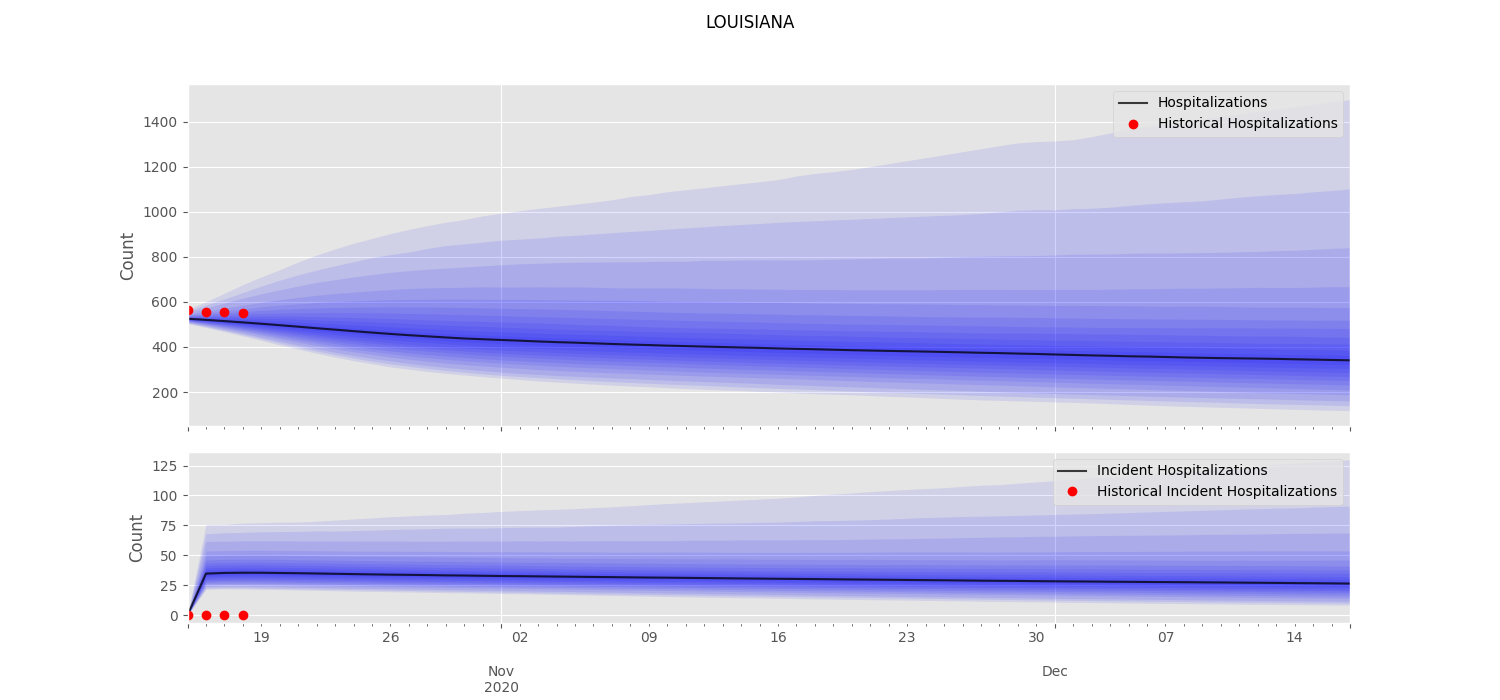 LOUISIANA
Hospitalizations
Historical Hospitalizations
Count
1400
1200
1000
800
600
400
200
Incident Hospitalizations
Historical Incident Hospitalizations
Count
125
100
75
50
25
0
19 26 02 09 16 23 30 07 14
Nov Dec
2020